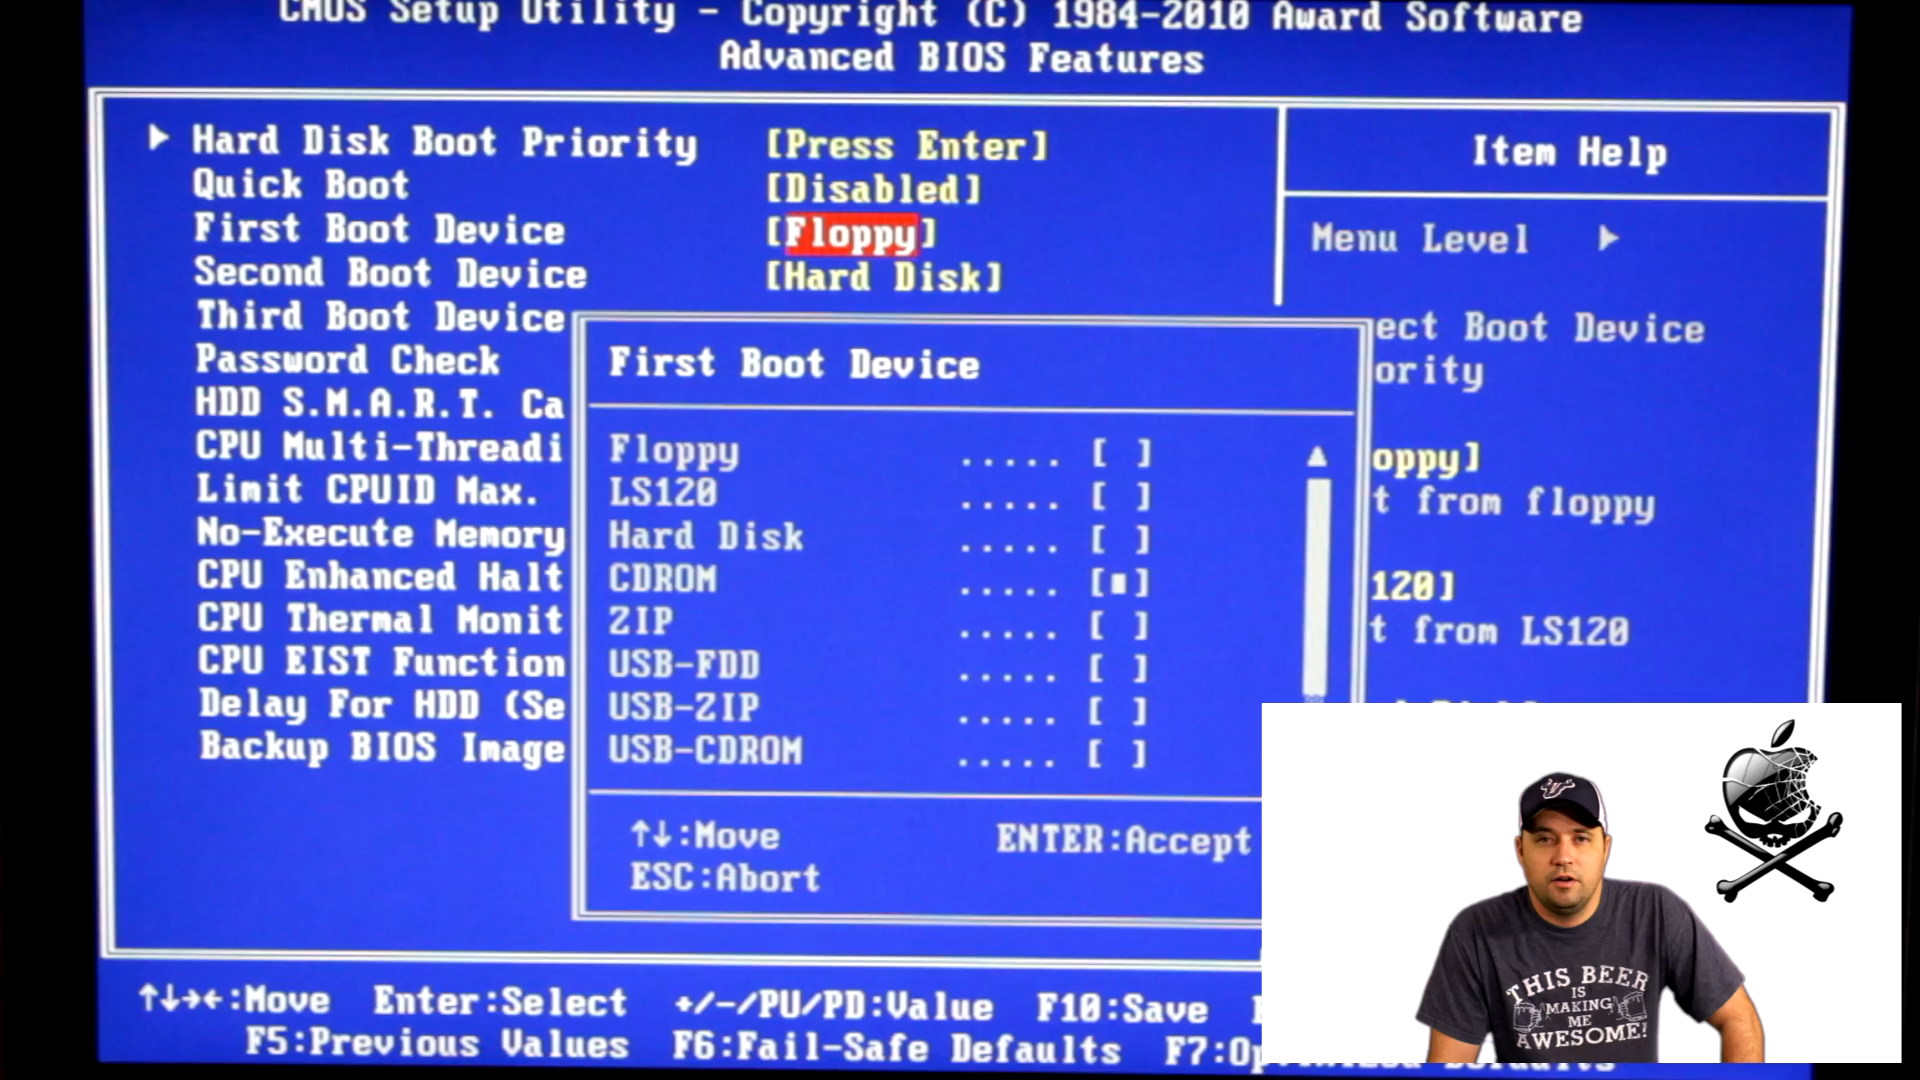 CMOS Setup Utility - Copyright (C) 1984-2010 Award Software
Advanced BIOS Features
Hard Disk Boot Priority [Press Enter]
Quick Boot [Disabled]
First Boot Device [Floppy]
Second Boot Device [Hard Disk]
Third Boot Device
Password Check
HDD S.M.A.R.T. Ca
CPU Multi-Threadi
Limit CPUID Max.
No-Execute Memory
CPU Enhanced Halt
CPU Thermal Monit
CPU EIST Function
Delay For HDD (Se
Backup BIOS Image
First Boot Device
Floppy ..... [ ]
LS120 ..... [ ]
Hard Disk ..... [ ]
CDROM ..... [■]
ZIP ..... [ ]
USB-FDD ..... [ ]
USB-ZIP ..... [ ]
USB-CDROM ..... [ ]
↑↓:Move ENTER:Accept
ESC:Abort
Item Help
Menu Level ▶
ect Boot Device
ority
oppy]
t from floppy
120]
t from LS120
↑↓→←:Move Enter:Select +/-/PU/PD:Value F10:Save
F5:Previous Values F6:Fail-Safe Defaults F7:Op
THIS BEER
IS
MAKING
ME
AWESOME!